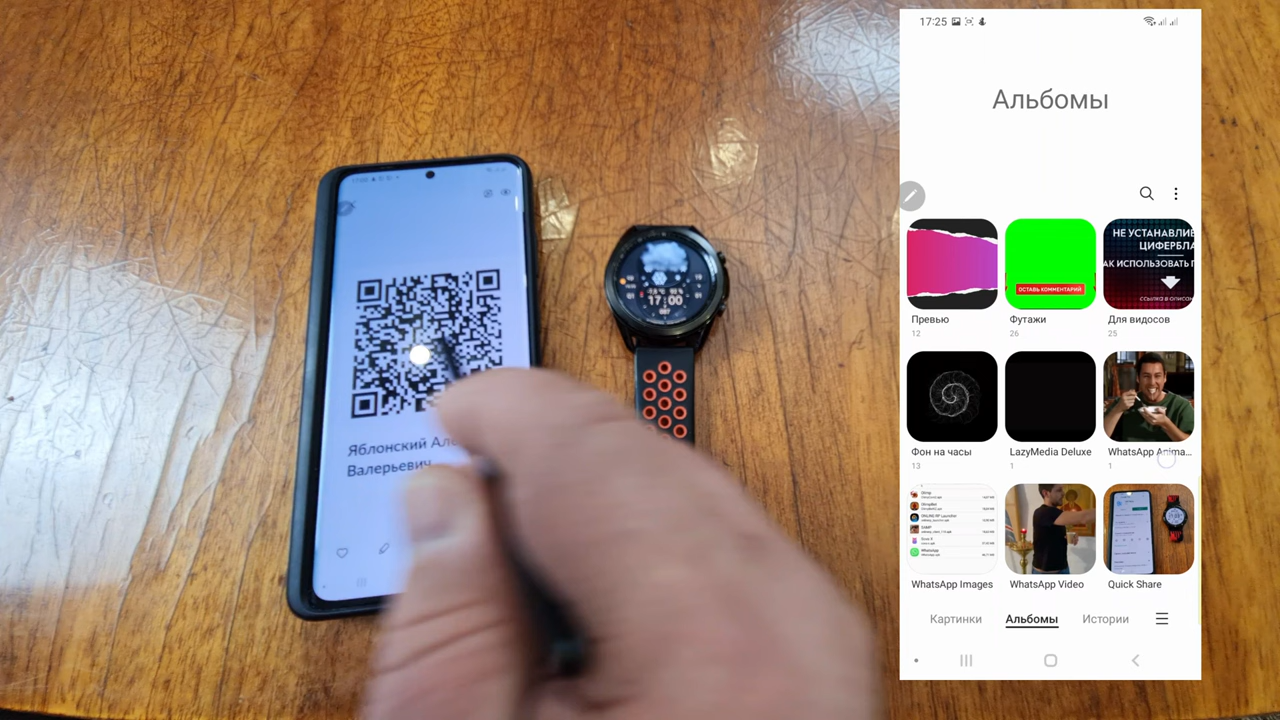 Яблонский
Валерьевич
17:00
17:25
Альбомы
НЕ УСТАНАВЛИВ
ЦИФЕРБЛА
АК ИСПОЛЬЗОВАТЬ
ОСТАВЬ КОММЕНТАРИЙ
Превью
12
Футажи
26
Для видосов
25
Фон на часы
13
LazyMedia Deluxe
1
WhatsApp Anima...
1
WhatsApp
WhatsApp Images
WhatsApp Video
Quick Share
Картинки Альбомы Истории